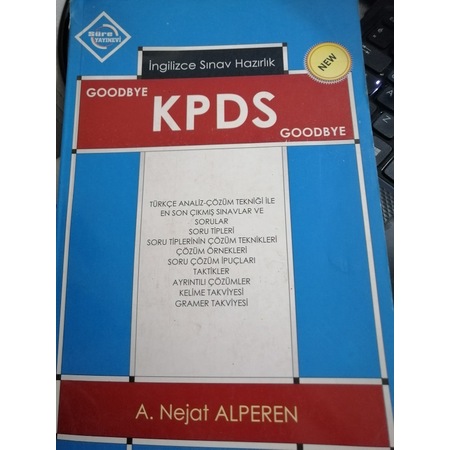 Süre
YAYINEVİ
İngilizce Sınav Hazırlık
NEW
GOODBYE
KPDS
GOODBYE
TÜRKÇE ANALİZ-ÇÖZÜM TEKNİĞİ İLE
EN SON ÇIKMIŞ SINAVLAR VE
SORULAR
SORU TİPLERİ
SORU TİPLERİNİN ÇÖZÜM TEKNİKLERİ
ÇÖZÜM ÖRNEKLERİ
SORU ÇÖZÜM İPUÇLARI
TAKTİKLER
AYRINTILI ÇÖZÜMLER
KELİME TAKVİYESİ
GRAMER TAKVİYESİ
A. Nejat ALPEREN